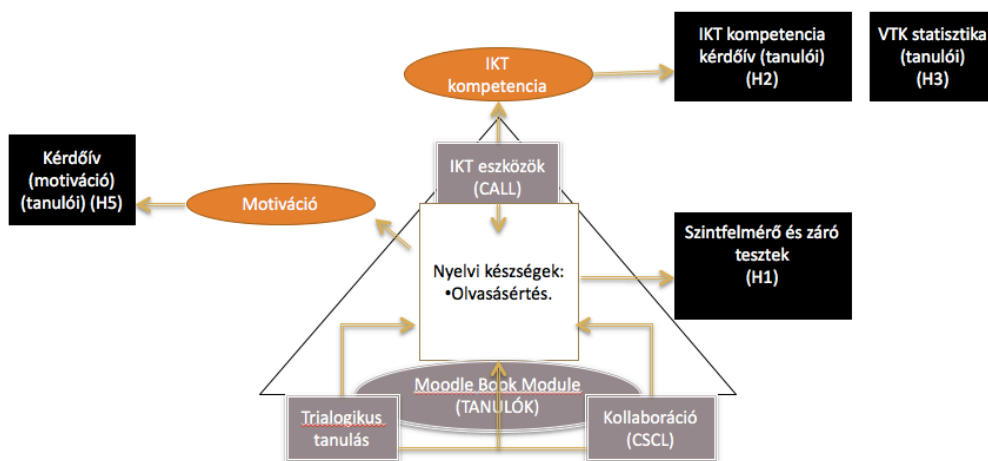 IKT
kompetencia
IKT kompetencia
kérdőív (tanulói)
(H2)
VTK statisztika
(tanulói)
(H3)
Kérdőív
(motiváció)
(tanulói) (H5)
Motiváció
IKT eszközök
(CALL)
Nyelvi készségek:
•Olvasásértés.
Szintfelmérő és záró
tesztek
(H1)
Moodle Book Module
(TANULÓK)
Trialogikus
tanulás
Kollaboráció
(CSCL)